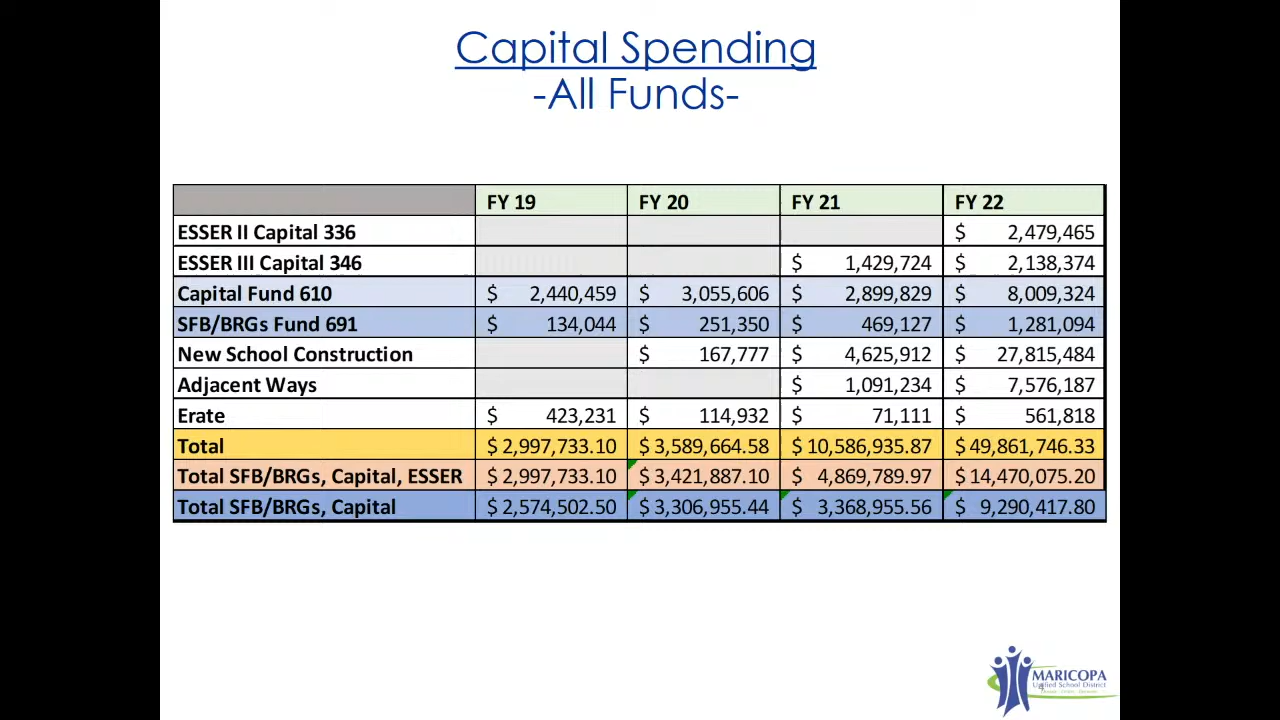 Capital Spending
-All Funds-
FY 19 FY 20 FY 21 FY 22
ESSER II Capital 336 $ 2,479,465
ESSER III Capital 346 $ 1,429,724 $ 2,138,374
Capital Fund 610 $ 2,440,459 $ 3,055,606 $ 2,899,829 $ 8,009,324
SFB/BRGs Fund 691 $ 134,044 $ 251,350 $ 469,127 $ 1,281,094
New School Construction $ 167,777 $ 4,625,912 $ 27,815,484
Adjacent Ways $ 1,091,234 $ 7,576,187
Erate $ 423,231 $ 114,932 $ 71,111 $ 561,818
Total $ 2,997,733.10 $ 3,589,664.58 $ 10,586,935.87 $ 49,861,746.33
Total SFB/BRGs, Capital, ESSER $ 2,997,733.10 $ 3,421,887.10 $ 4,869,789.97 $ 14,470,075.20
Total SFB/BRGs, Capital $ 2,574,502.50 $ 3,306,955.44 $ 3,368,955.56 $ 9,290,417.80
MARICOPA
Unified School District